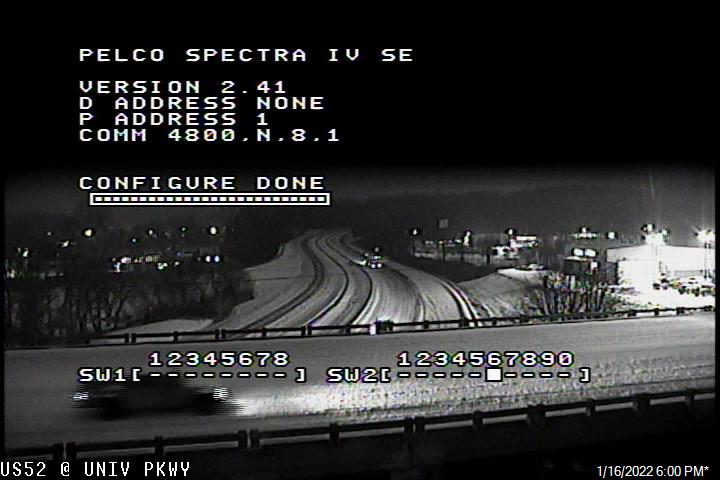 PELCO SPECTRA IV SE
VERSION 2.41
D ADDRESS NONE
P ADDRESS 1
COMM 4800,N,8,1
CONFIGURE DONE
12345678 1234567890
SW1[--------] SW2[-----■----]
US52 @ UNIV PKWY
1/16/2022 6:00 PM*